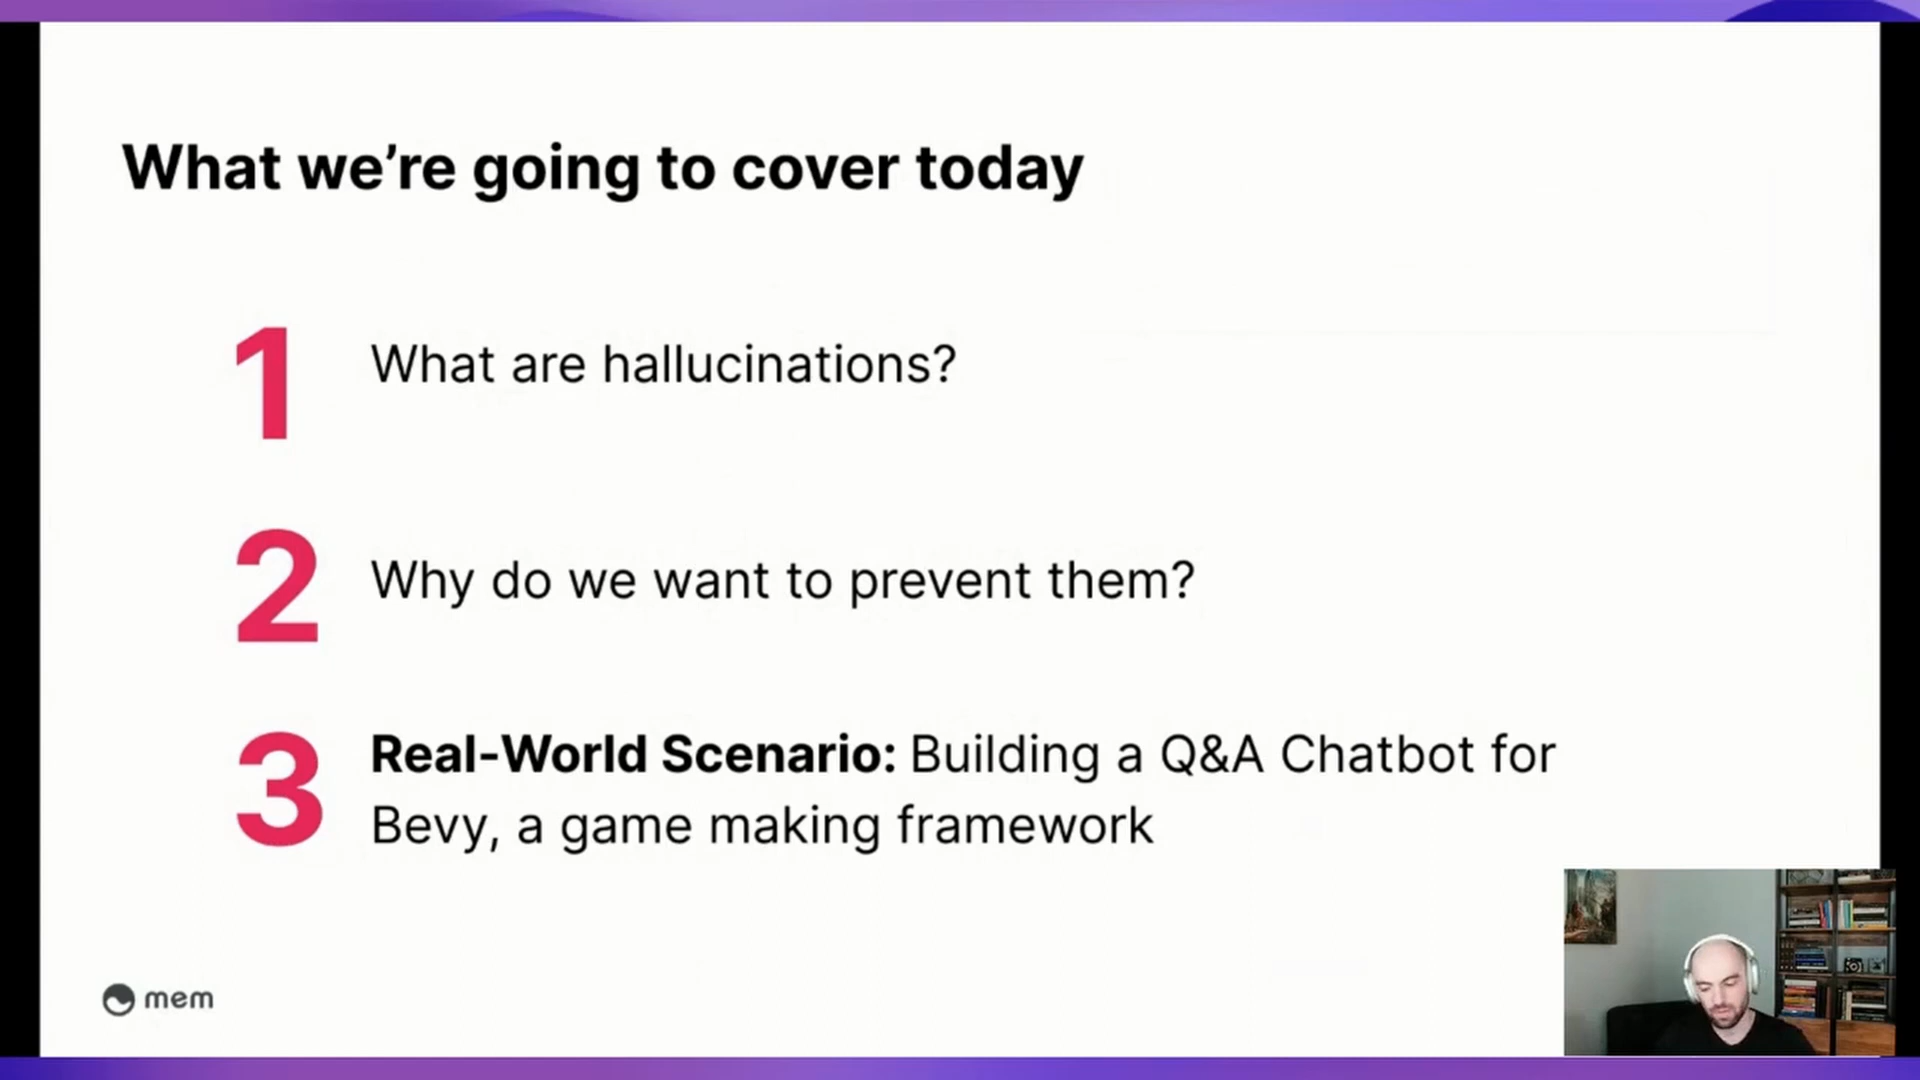 What we’re going to cover today
1
What are hallucinations?
2
Why do we want to prevent them?
3
Real-World Scenario: Building a Q&A Chatbot for
Bevy, a game making framework
mem